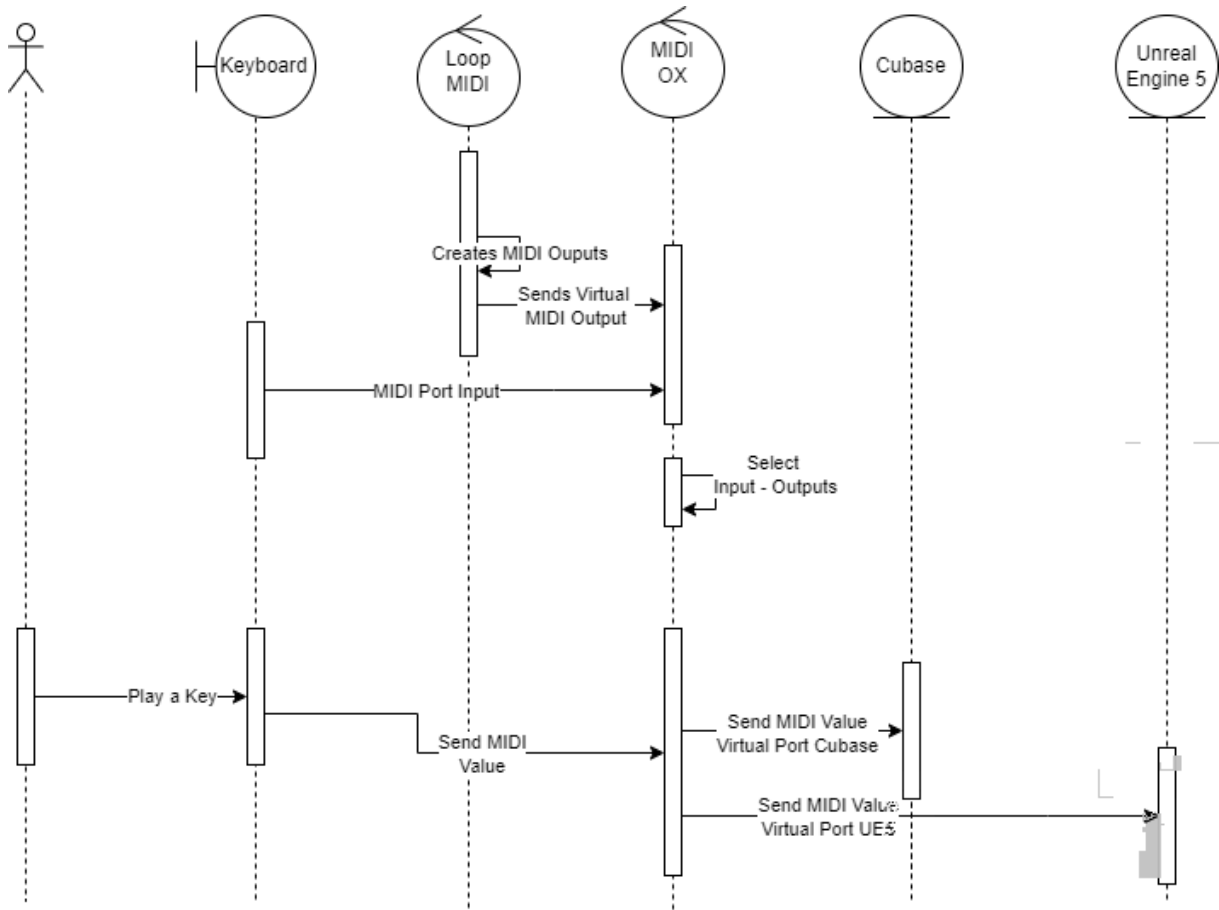 Keyboard
Loop
MIDI
MIDI
OX
Cubase
Unreal
Engine 5
Creates MIDI Ouputs
Sends Virtual
MIDI Output
MIDI Port Input
Select
Input - Outputs
Play a Key
Send MIDI
Value
Send MIDI Value
Virtual Port Cubase
Send MIDI Value
Virtual Port UE5